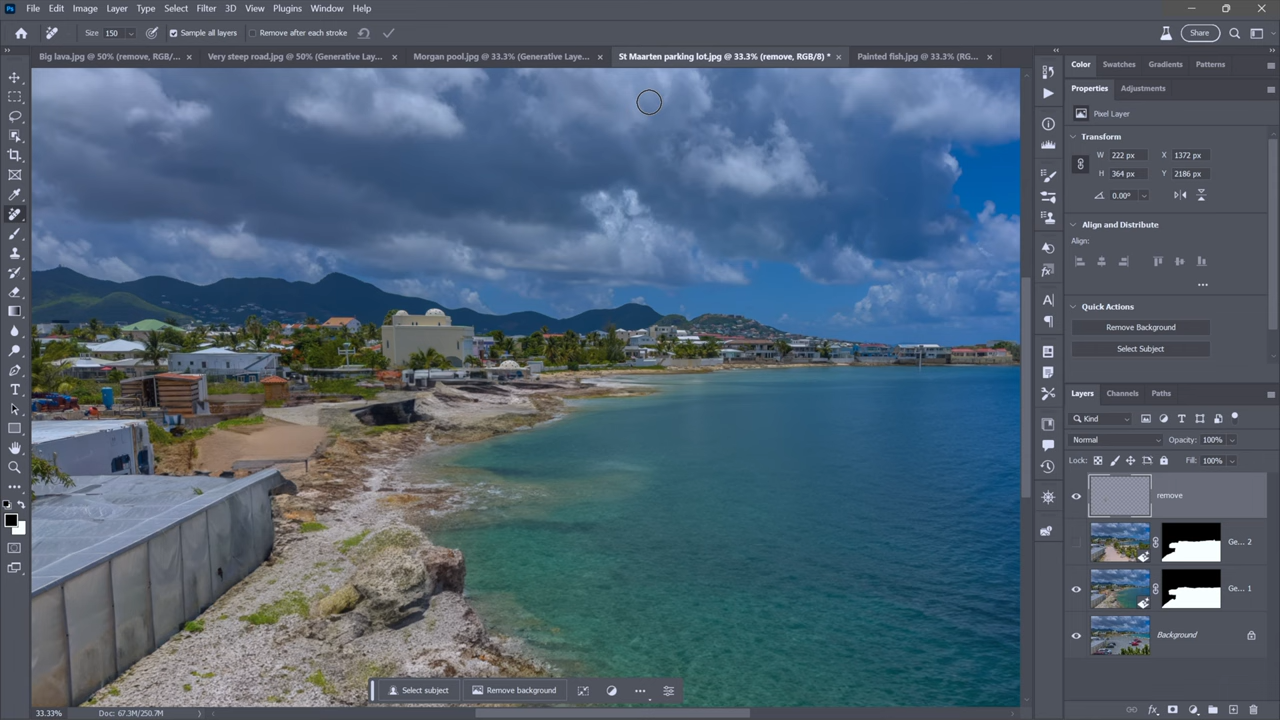 Ps File Edit Image Layer Type Select Filter 3D View Plugins Window Help
Size 150 Sample all layers Remove after each stroke Share
Big lava.jpg @ 50% (remove, RGB/... × Very steep road.jpg @ 50% (Generative Lay... × Morgan pool.jpg @ 33.3% (Generative Laye... × St Maarten parking lot.jpg @ 33.3% (remove, RGB/8) * × Painted fish.jpg @ 33.3% (RG... ×
Color Swatches Gradients Patterns
Properties Adjustments
Pixel Layer
Transform
W 222 px X 1372 px
H 364 px Y 2186 px
0.00°
Align and Distribute
Align:
Quick Actions
Remove Background
Select Subject
Layers Channels Paths
Kind
Normal Opacity: 100%
Lock: Fill: 100%
remove
Ge... 2
Ge... 1
Background
Select subject Remove background
33.33% Doc: 67.3M/250.7M